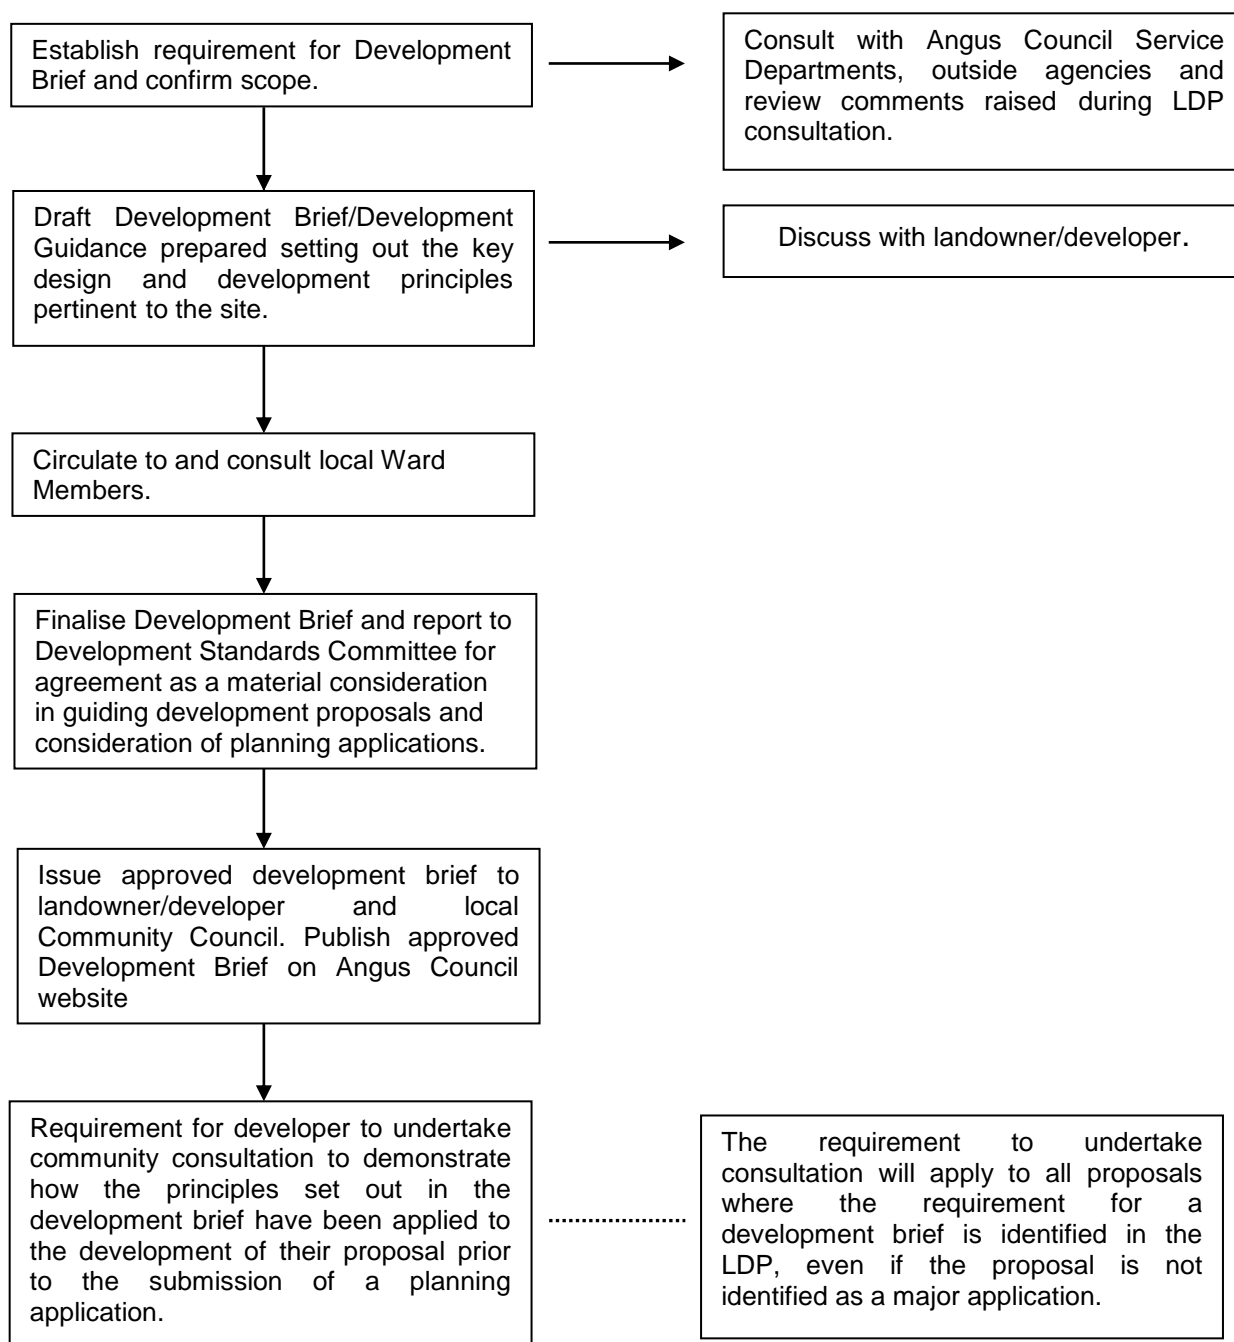 Establish requirement for Development
Brief and confirm scope.
Consult with Angus Council Service
Departments, outside agencies and
review comments raised during LDP
consultation.
Draft Development Brief/Development
Guidance prepared setting out the key
design and development principles
pertinent to the site.
Discuss with landowner/developer.
Circulate to and consult local Ward
Members.
Finalise Development Brief and report to
Development Standards Committee for
agreement as a material consideration
in guiding development proposals and
consideration of planning applications.
Issue approved development brief to
landowner/developer and local
Community Council. Publish approved
Development Brief on Angus Council
website
Requirement for developer to undertake
community consultation to demonstrate
how the principles set out in the
development brief have been applied to
the development of their proposal prior
to the submission of a planning
application.
The requirement to undertake
consultation will apply to all proposals
where the requirement for a
development brief is identified in the
LDP, even if the proposal is not
identified as a major application.